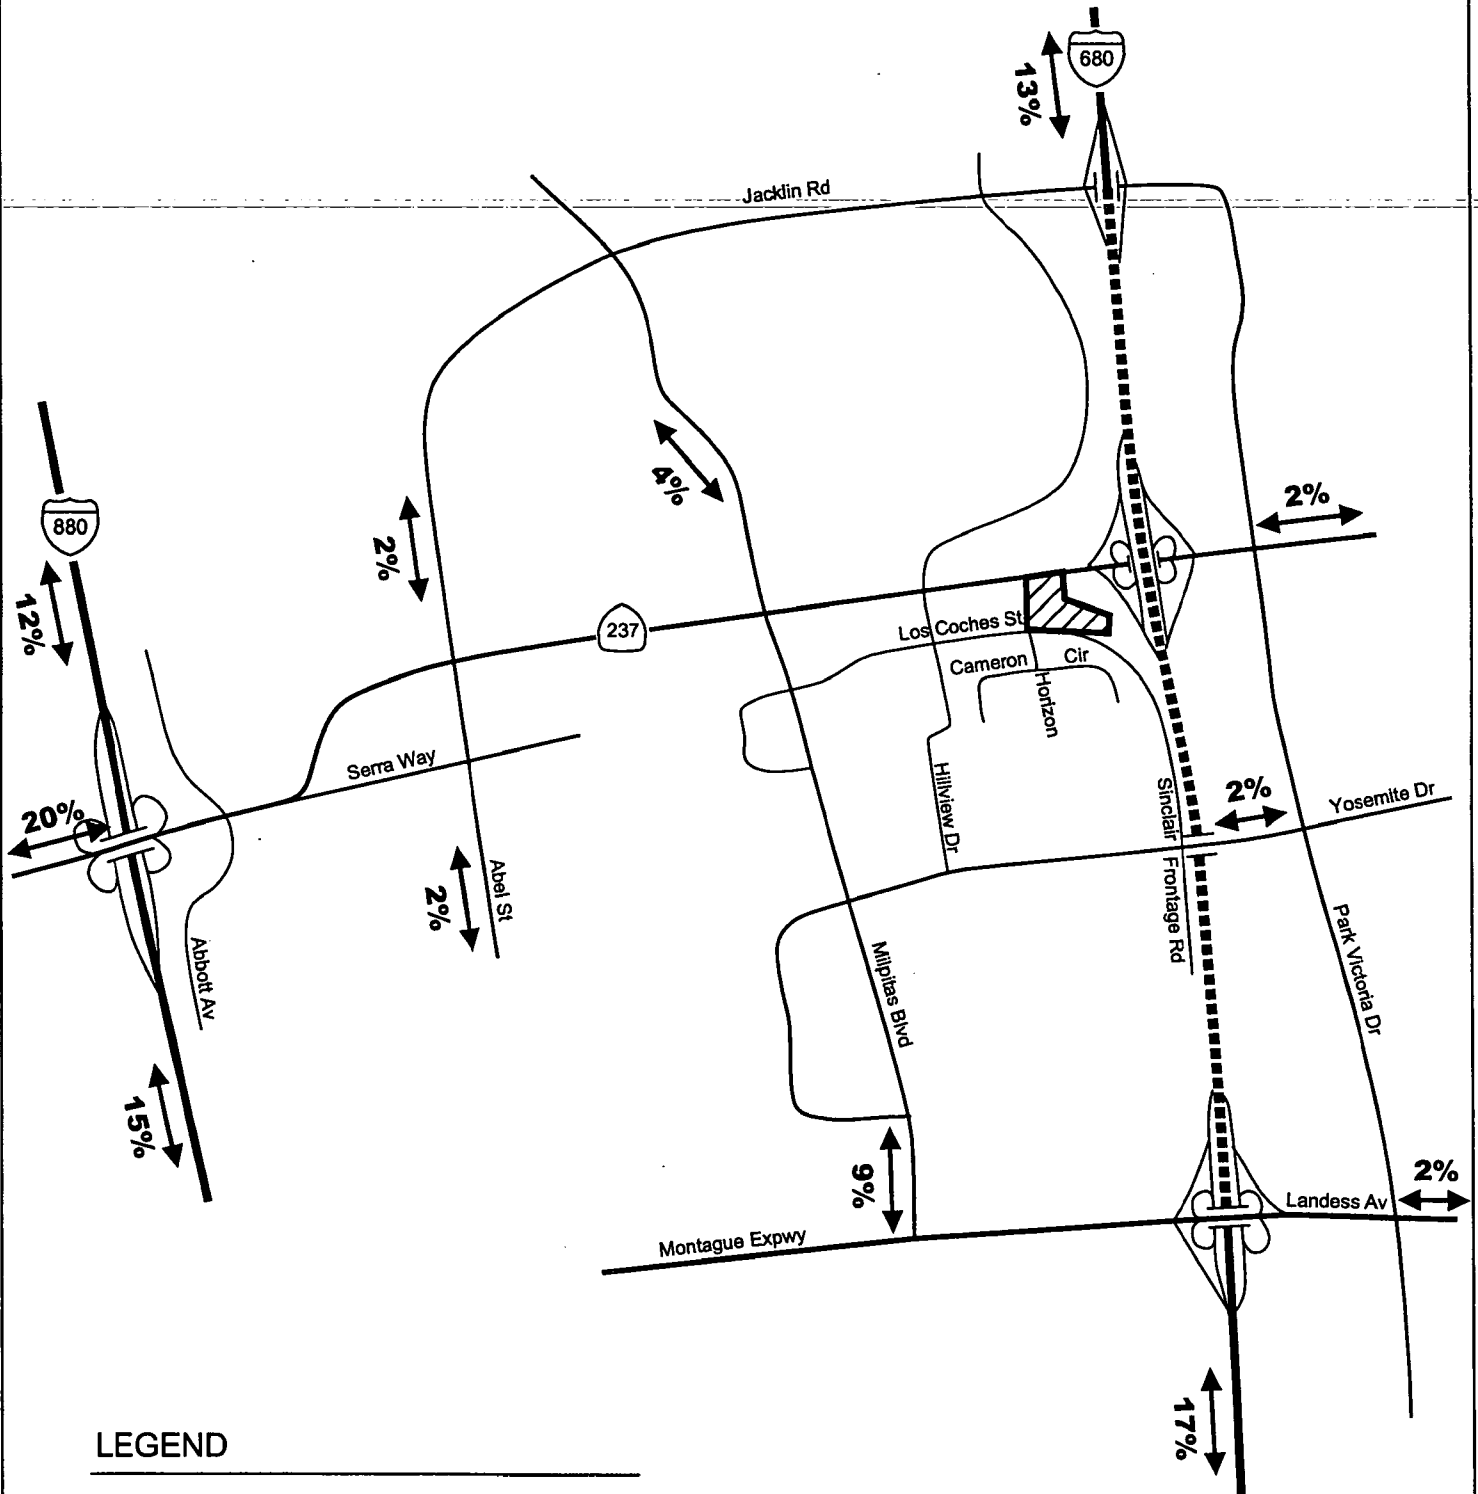 680
13%
Jacklin Rd
4%
880
2%
2%
12%
237
Los Coches St
Cameron
Cir
Horizon
Serra Way
Hillview Dr
Sinclair
Frontage Rd
2%
Yosemite Dr
20%
Abel St
2%
Abbott Av
Milpitas Blvd
Park Victoria Dr
15%
9%
2%
Landess Av
Montague Expwy
17%
LEGEND